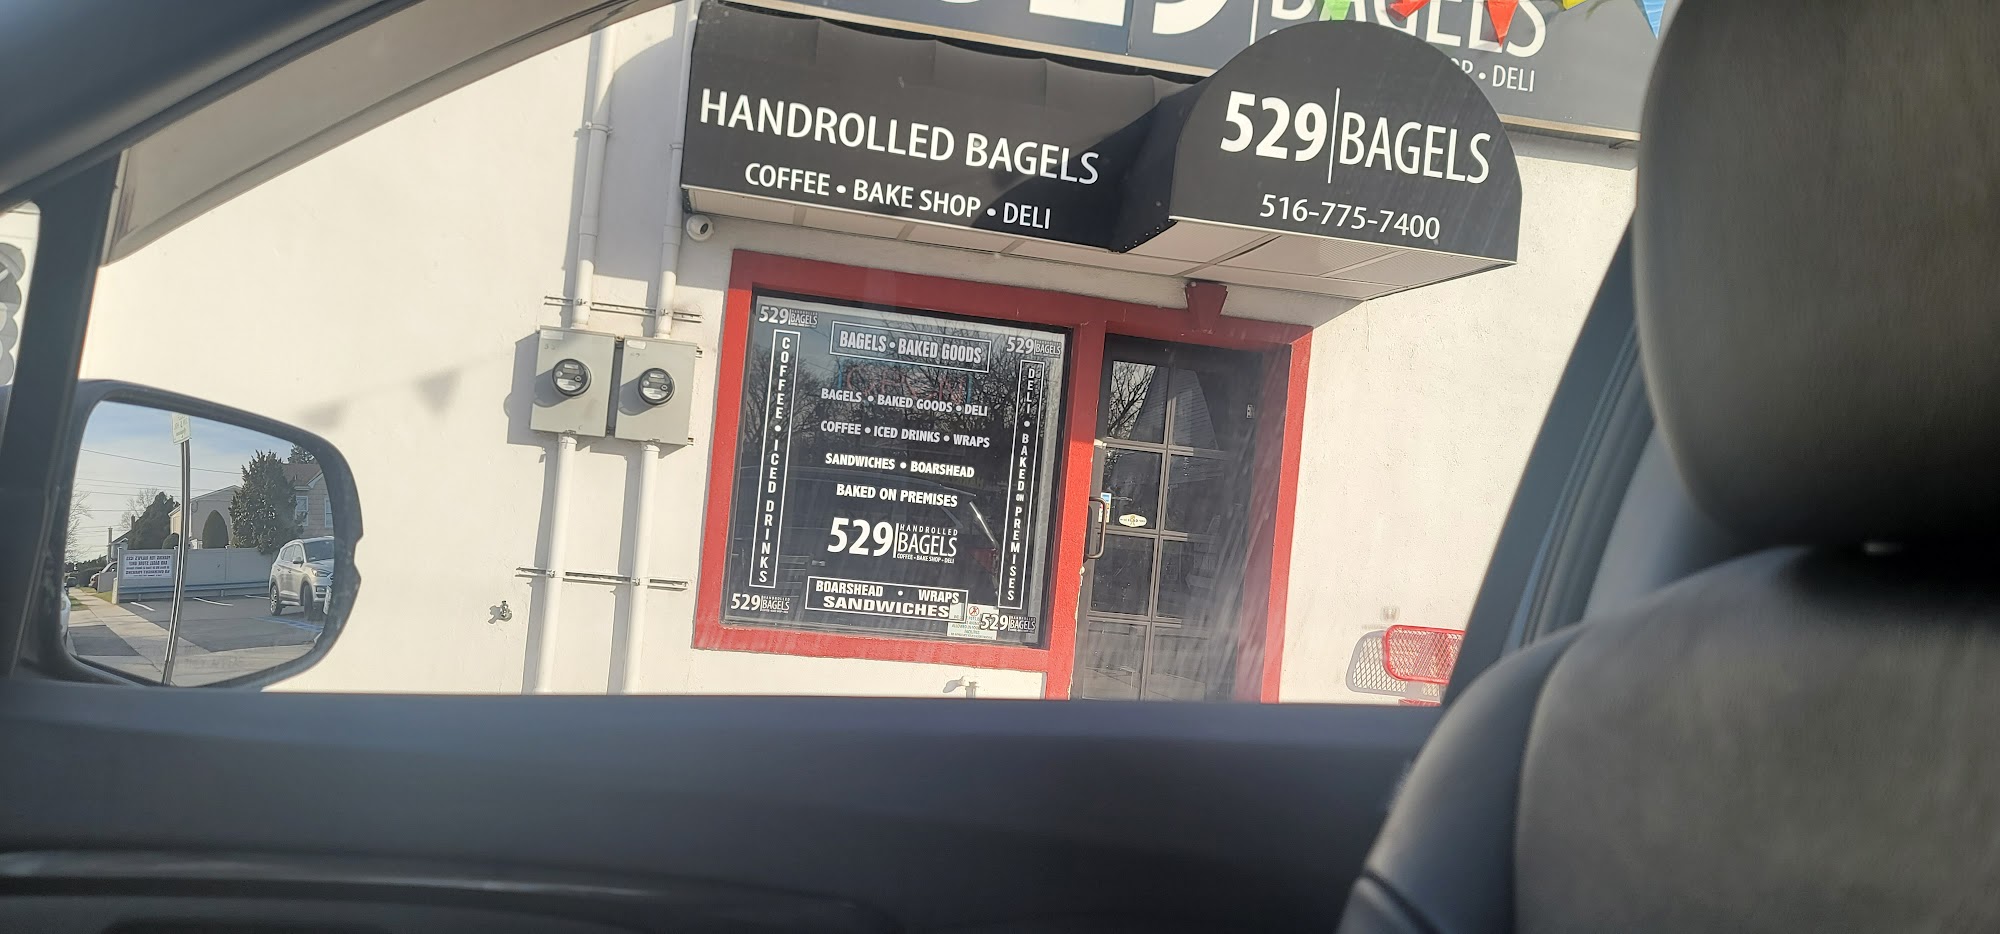 BAGELS
• DELI
HANDROLLED BAGELS
COFFEE • BAKE SHOP • DELI
529 | BAGELS
516-775-7400
529 BAGELS
BAGELS • BAKED GOODS
529 BAGELS
COFFEE • ICED DRINKS
OPEN
BAGELS • BAKED GOODS • DELI
COFFEE • ICED DRINKS • WRAPS
SANDWICHES • BOARSHEAD
BAKED ON PREMISES
529 | HANDROLLED
BAGELS
COFFEE • BAKE SHOP • DELI
DELI • BAKED ON PREMISES
BOARSHEAD • WRAPS
SANDWICHES
529 BAGELS
529 BAGELS